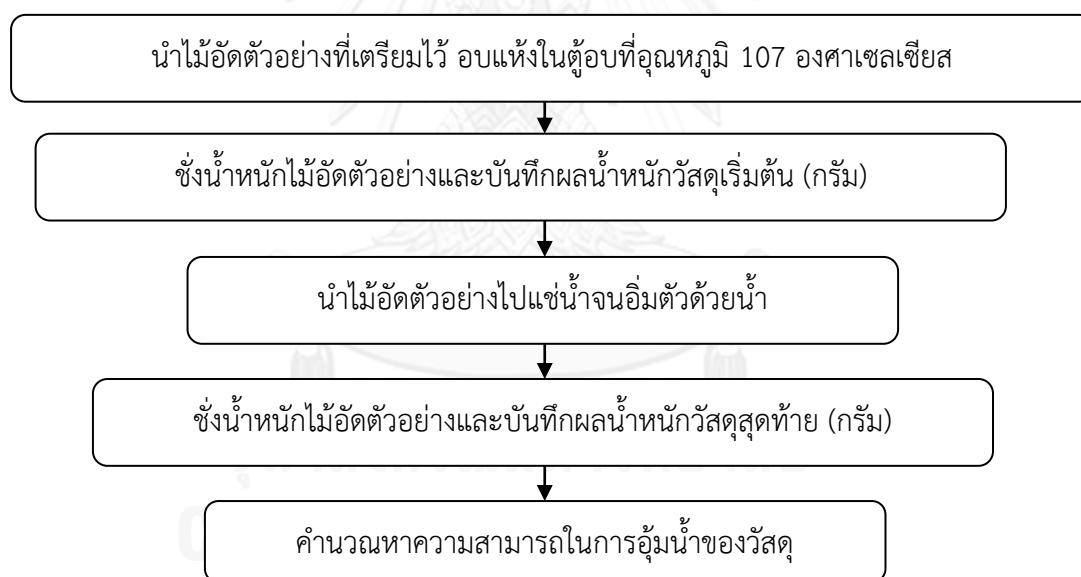 นำไม้อัดตัวอย่างที่เตรียมไว้ อบแห้งในตู้อบที่อุณหภูมิ 107 องศาเซลเซียส
ชั่งน้ำหนักไม้อัดตัวอย่างและบันทึกผลน้ำหนักวัสดุเริ่มต้น (กรัม)
นำไม้อัดตัวอย่างไปแช่น้ำจนอิ่มตัวด้วยน้ำ
ชั่งน้ำหนักไม้อัดตัวอย่างและบันทึกผลน้ำหนักวัสดุสุดท้าย (กรัม)
คำนวณหาความสามารถในการอุ้มน้ำของวัสดุ